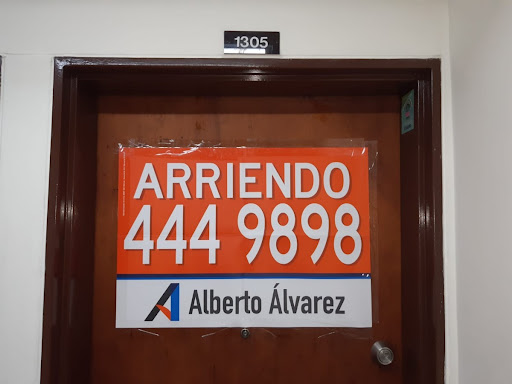 1305
ARRIENDO
444 9898
Alberto Álvarez